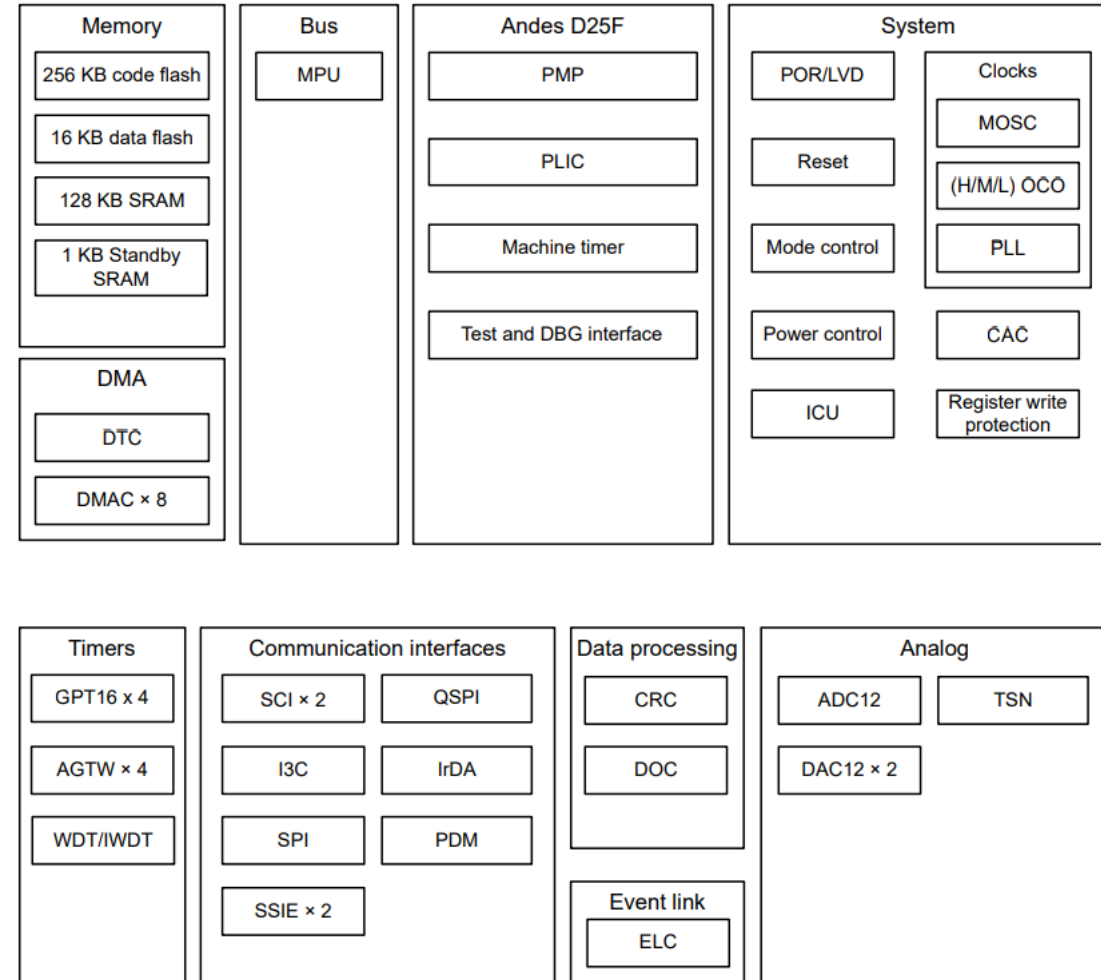 Memory
256 KB code flash
16 KB data flash
128 KB SRAM
1 KB Standby
SRAM
DMA
DTC
DMAC × 8
Bus
MPU
Andes D25F
PMP
PLIC
Machine timer
Test and DBG interface
System
POR/LVD
Reset
Mode control
Power control
ICU
Clocks
MOSC
(H/M/L) OCO
PLL
CAC
Register write
protection
Timers
GPT16 x 4
AGTW × 4
WDT/IWDT
Communication interfaces
SCI × 2
QSPI
I3C
IrDA
SPI
PDM
SSIE × 2
Data processing
CRC
DOC
Event link
ELC
Analog
ADC12
TSN
DAC12 × 2